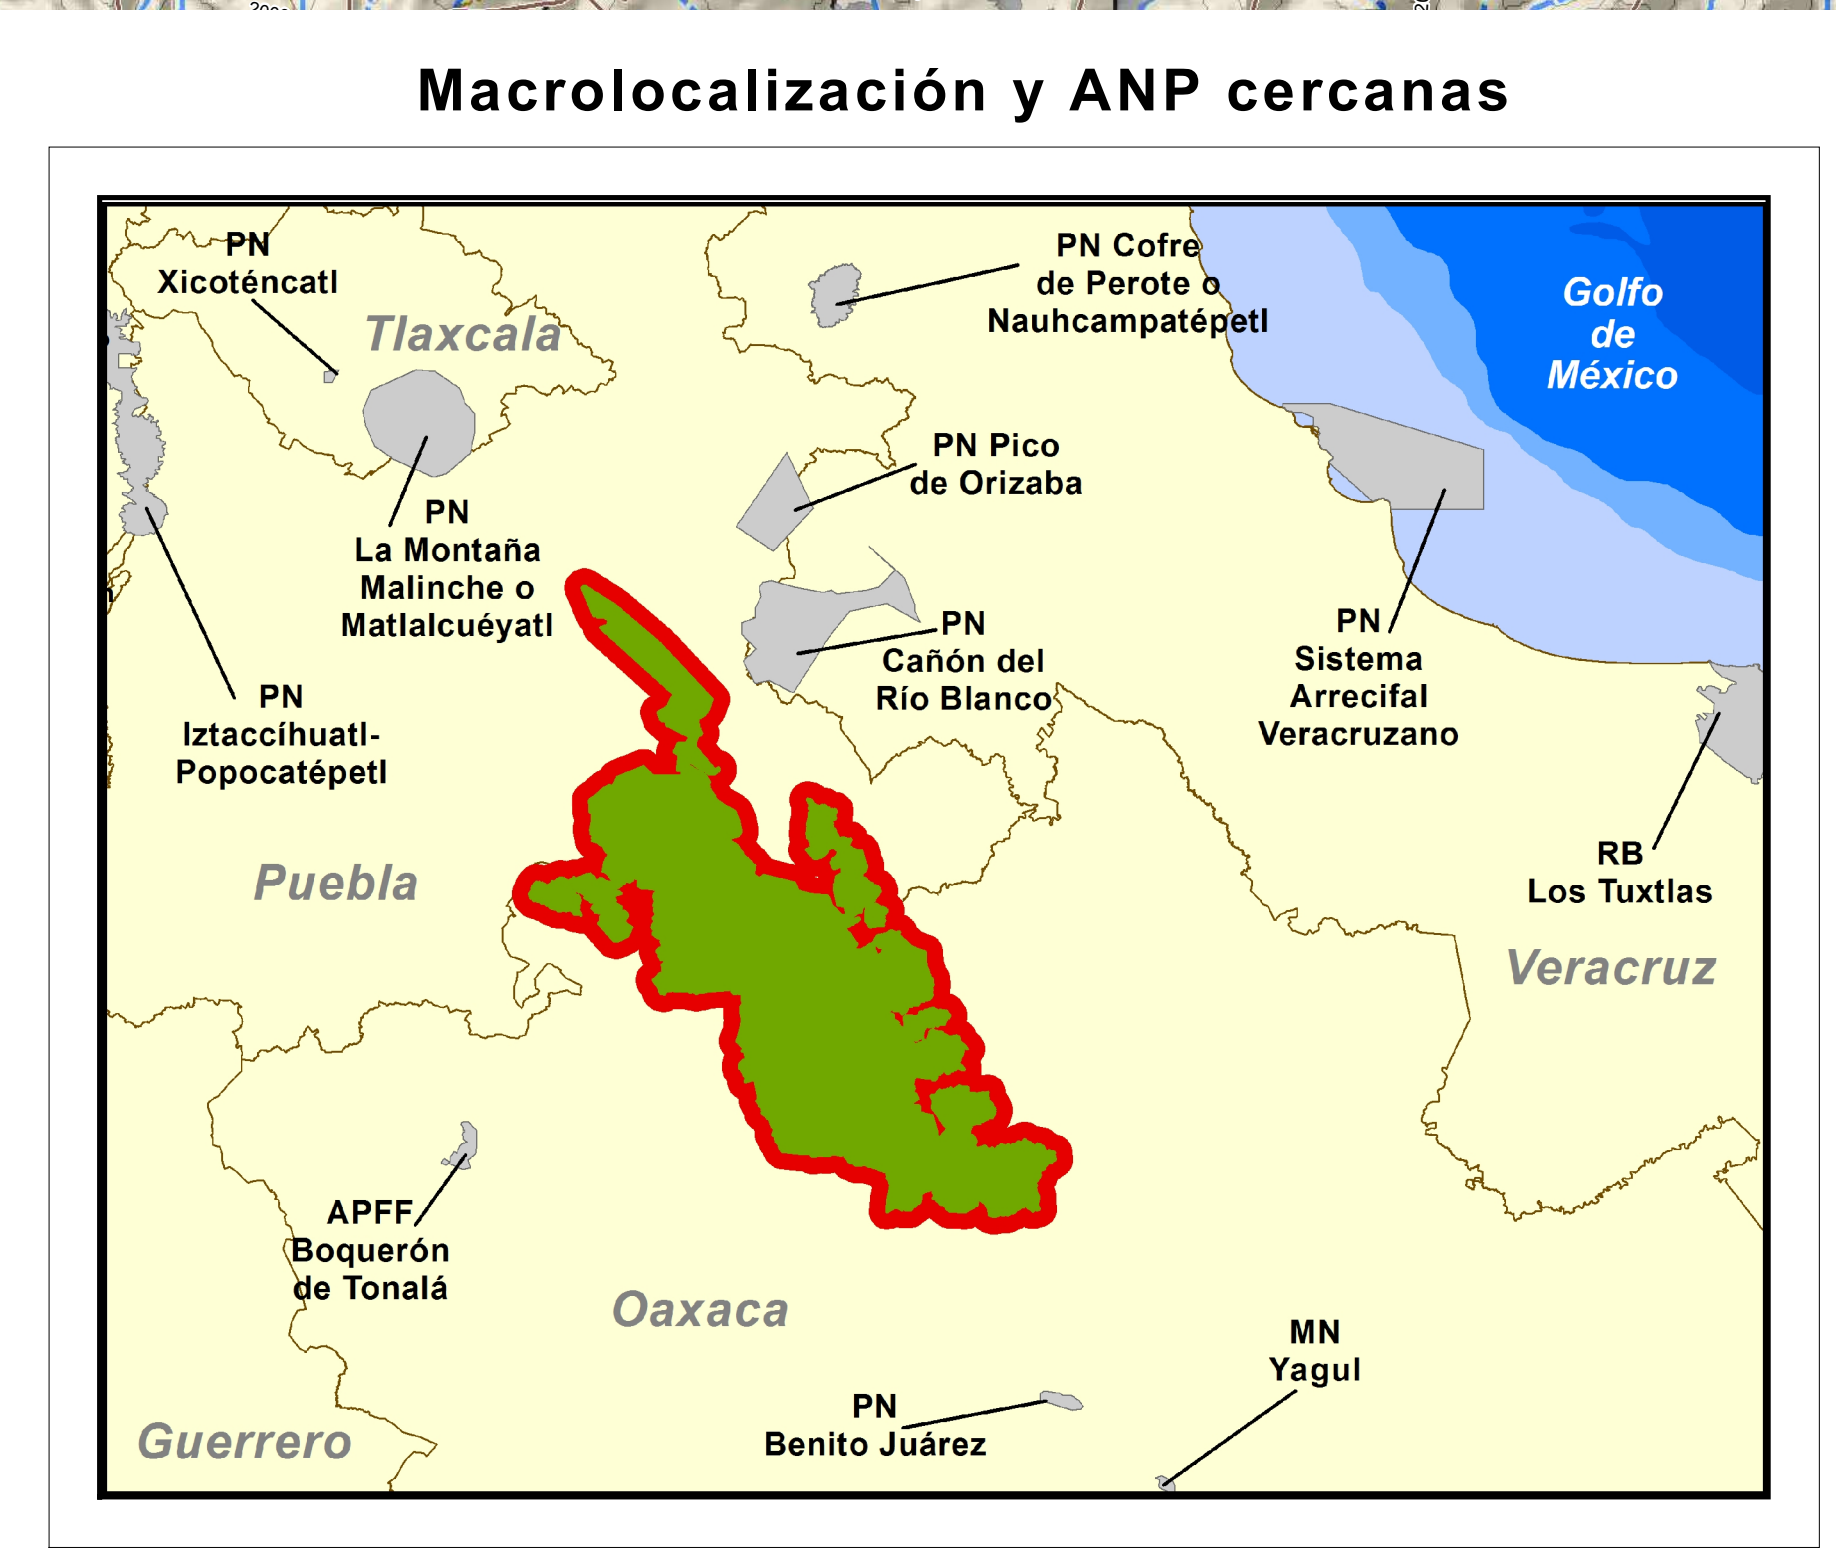 Macrolocalización y ANP cercanas
PN
Xicoténcatl
Tlaxcala
PN Cofre
de Perote o
Nauhcampatépetl
Golfo
de
México
PN Pico
de Orizaba
PN
La Montaña
Malinche o
Matlalcuéyatl
PN
Cañón del
Río Blanco
PN
Sistema
Arrecifal
Veracruzano
PN
Iztaccíhuatl-
Popocatépetl
RB
Los Tuxtlas
Puebla
Veracruz
APFF
Boquerón
de Tonalá
Oaxaca
MN
Yagul
PN
Benito Juárez
Guerrero